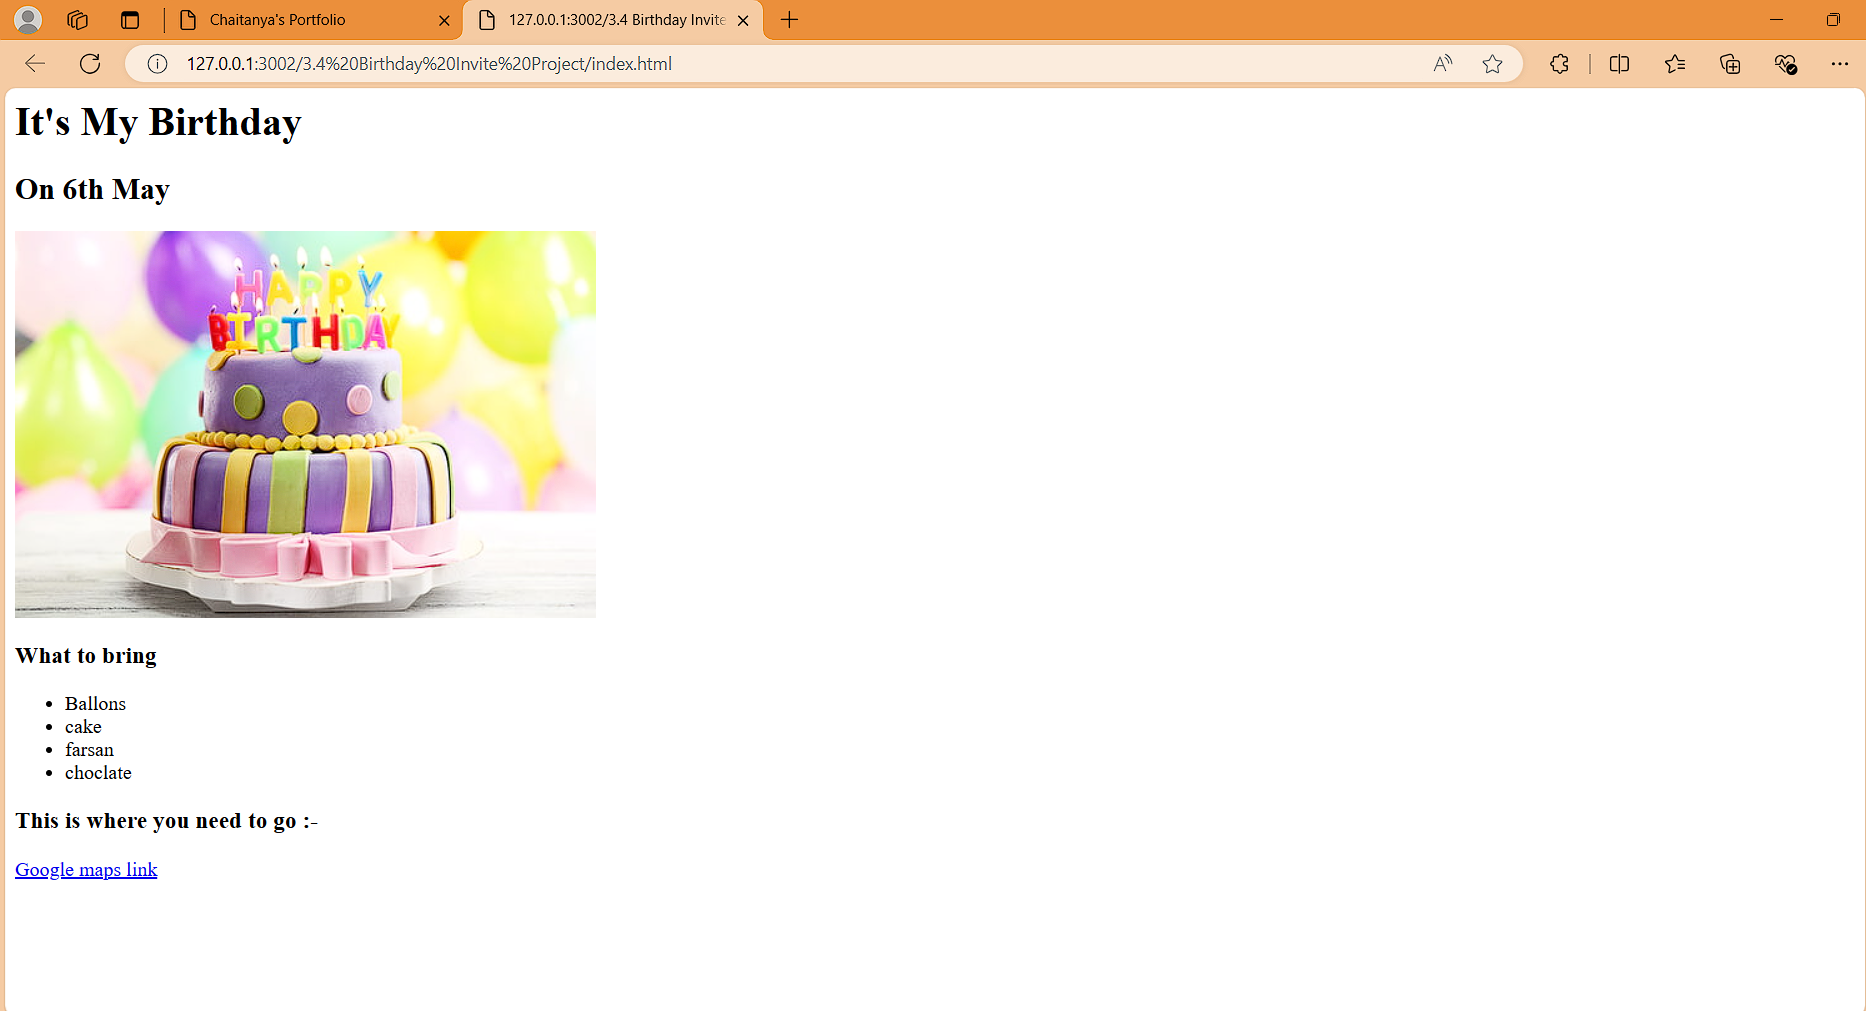 Chaitanya's Portfolio
127.0.0.1:3002/3.4 Birthday Invite
127.0.0.1:3002/3.4%20Birthday%20Invite%20Project/index.html
It's My Birthday
On 6th May
HAPPY
BIRTHDAY
What to bring
Ballons
cake
farsan
choclate
This is where you need to go :-
Google maps link